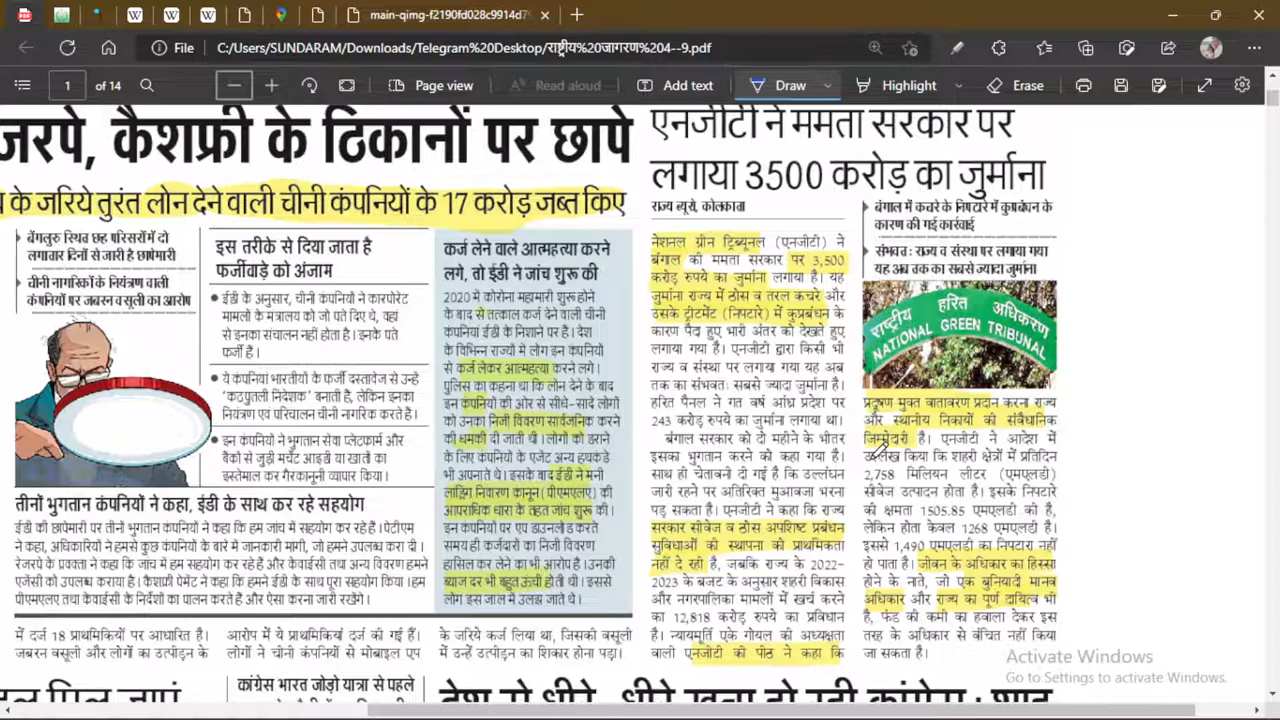 main-qimg-f2190fd028c9914d79
File
C:/Users/SUNDARAM/Downloads/Telegram%20Desktop/राष्ट्रीय%20जागरण%204--9.pdf
1 of 14
Page view
Read aloud
Add text
Draw
Highlight
Erase
जरपे, कैशफ्री के ठिकानों पर छापे
के जरिये तुरंत लोन देने वाली चीनी कंपनियों के 17 करोड़ जब्त किए
बेंगलुरु स्थित छह परिसरों में दो
लगातार दिनों से जारी है छापेमारी
चीनी नागरिकों के नियंत्रण वाली
कंपनियों पर जबरन वसूली का आरोप
इस तरीके से दिया जाता है
फर्जीवाड़े को अंजाम
ईडी के अनुसार, चीनी कंपनियों ने कारपोरेट
मामलों के मंत्रालय को जो पते दिए थे, वहां
से इनका संचालन नहीं होता है। इनके पते
फर्जी है।
ये कंपनियां भारतीयों के फर्जी दस्तावेज से उन्हें
'कठपुतली निदेशक' बनाती हैं, लेकिन इनका
नियंत्रण एवं परिचालन चीनी नागरिक करते हैं।
इन कंपनियों ने भुगतान सेवा प्लेटफार्म और
बैंकों से जुड़ी मर्चेंट आइडी या खातों का
इस्तेमाल कर गैरकानूनी व्यापार किया।
कर्ज लेने वाले आत्महत्या करने
लगे, तो ईडी ने जांच शुरू की
2020 में कोरोना महामारी शुरू होने
के बाद से तत्काल कर्ज देने वाली चीनी
कंपनियां ईडी के निशाने पर हैं। देश
के विभिन्न राज्यों में लोग इन कंपनियों
से कर्ज लेकर आत्महत्या करने लगे।
पुलिस का कहना था कि लोन देने के बाद
इन कंपनियों की ओर से सीधे-सादे लोगों
को उनका निजी विवरण सार्वजनिक करने
की धमकी दी जाती थी। लोगों को डराने
के लिए कंपनियों के एजेंट अन्य हथकंडे
भी अपनाते थे। इसके बाद ईडी ने मनी
लांड्रिंग निवारण कानून (पीएमएलए) की
आपराधिक धारा के तहत जांच शुरू की।
इन कंपनियों पर एप डाउनलोड करते
समय ही कर्जदारों का निजी विवरण
हासिल कर लेने का भी आरोप है। उनकी
ब्याज दर भी बहुत ऊंची होती थी। इससे
लोग इस जाल में उलझ जाते थे।
तीनों भुगतान कंपनियों ने कहा, ईडी के साथ कर रहे सहयोग
ईडी की छापेमारी पर तीनों भुगतान कंपनियों ने कहा कि हम जांच में सहयोग कर रहे हैं। पेटीएम
ने कहा, अधिकारियों ने हमसे कुछ कंपनियों के बारे में जानकारी मांगी, जो हमने उपलब्ध करा दी।
रेजरपे के प्रवक्ता ने कहा कि जांच में हम सहयोग कर रहे हैं और केवाईसी तथा अन्य विवरण हमने
एजेंसी को उपलब्ध कराया है। कैशफ्री पेमेंट ने कहा कि हमने ईडी के साथ पूरा सहयोग किया। हम
पीएमएलए तथा केवाईसी के निर्देशों का पालन करते हैं और ऐसा करना जारी रखेंगे।
में दर्ज 18 प्राथमिकियों पर आधारित है।
जबरन वसूली और लोगों का उत्पीड़न के
आरोप में ये प्राथमिकियां दर्ज की गई हैं।
लोगों ने चीनी कंपनियों से मोबाइल एप
के जरिये कर्ज लिया था, जिसकी वसूली
में उन्हें उत्पीड़न का शिकार होना पड़ा।
कांग्रेस भारत जोड़ो यात्रा से पहले
एनजीटी ने ममता सरकार पर
लगाया 3500 करोड़ का जुर्माना
राज्य ब्यूरो, कोलकाता
नेशनल ग्रीन ट्रिब्यूनल (एनजीटी) ने
बंगाल की ममता सरकार पर 3,500
करोड़ रुपये का जुर्माना लगाया है। यह
जुर्माना राज्य में ठोस व तरल कचरे और
उसके ट्रीटमेंट (निपटारे) में कुप्रबंधन के
कारण पैदा हुए भारी अंतर को देखते हुए
लगाया गया है। एनजीटी द्वारा किसी भी
राज्य व संस्था पर लगाया गया यह अब
तक का संभवत: सबसे ज्यादा जुर्माना है।
हरित पैनल ने गत वर्ष आंध्र प्रदेश पर
243 करोड़ रुपये का जुर्माना लगाया था।
बंगाल सरकार को दो महीने के भीतर
इसका भुगतान करने को कहा गया है।
साथ ही चेतावनी दी गई है कि उल्लंघन
जारी रहने पर अतिरिक्त मुआवजा भरना
पड़ सकता है। एनजीटी ने कहा कि राज्य
सरकार सीवेज व ठोस अपशिष्ट प्रबंधन
सुविधाओं की स्थापना को प्राथमिकता
नहीं दे रही है, जबकि राज्य के 2022-
2023 के बजट के अनुसार शहरी विकास
और नगरपालिका मामलों में खर्च करने
का 12,818 करोड़ रुपये का प्रविधान
है। न्यायमूर्ति एके गोयल की अध्यक्षता
वाली एनजीटी की पीठ ने कहा कि
बंगाल में कचरे के निपटारे में कुप्रबंधन के
कारण की गई कार्रवाई
संभवत: राज्य व संस्था पर लगाया गया
यह अब तक का सबसे ज्यादा जुर्माना
राष्ट्रीय हरित अधिकरण
NATIONAL GREEN TRIBUNAL
प्रदूषण मुक्त वातावरण प्रदान करना राज्य
और स्थानीय निकायों की संवैधानिक
जिम्मेदारी है। एनजीटी ने आदेश में
उल्लेख किया कि शहरी क्षेत्रों में प्रतिदिन
2,758 मिलियन लीटर (एमएलडी)
सीवेज उत्पादन होता है। इसके निपटारे
की क्षमता 1505.85 एमएलडी की है,
लेकिन होता केवल 1268 एमएलडी है।
इससे 1,490 एमएलडी का निपटारा नहीं
हो पाता है। जीवन के अधिकार का हिस्सा
होने के नाते, जो एक बुनियादी मानव
अधिकार और राज्य का पूर्ण दायित्व भी
है, फंड की कमी का हवाला देकर इस
तरह के अधिकार से वंचित नहीं किया
जा सकता है।
Activate Windows
Go to Settings to activate Windows.